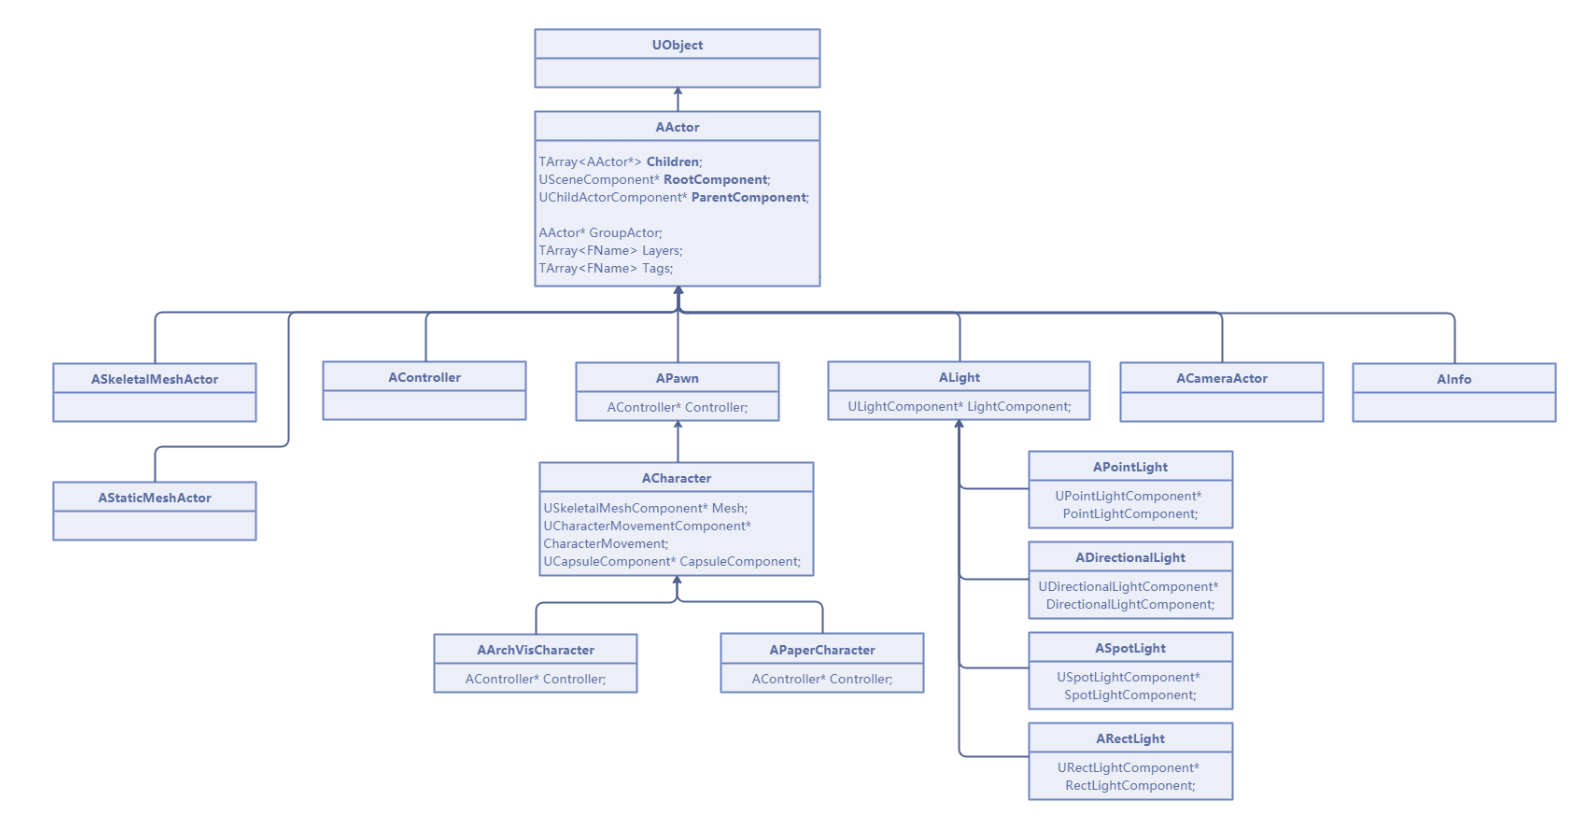 UObject
AActor
TArray<AActor*> Children;
USceneComponent* RootComponent;
UChildActorComponent* ParentComponent;
AActor* GroupActor;
TArray<FName> Layers;
TArray<FName> Tags;
ASkeletalMeshActor
AController
APawn
AController* Controller;
ALight
ULightComponent* LightComponent;
ACameraActor
AInfo
AStaticMeshActor
ACharacter
USkeletalMeshComponent* Mesh;
UCharacterMovementComponent*
CharacterMovement;
UCapsuleComponent* CapsuleComponent;
AArchVisCharacter
AController* Controller;
APaperCharacter
AController* Controller;
APointLight
UPointLightComponent*
PointLightComponent;
ADirectionalLight
UDirectionalLightComponent*
DirectionalLightComponent;
ASpotLight
USpotLightComponent*
SpotLightComponent;
ARectLight
URectLightComponent*
RectLightComponent;